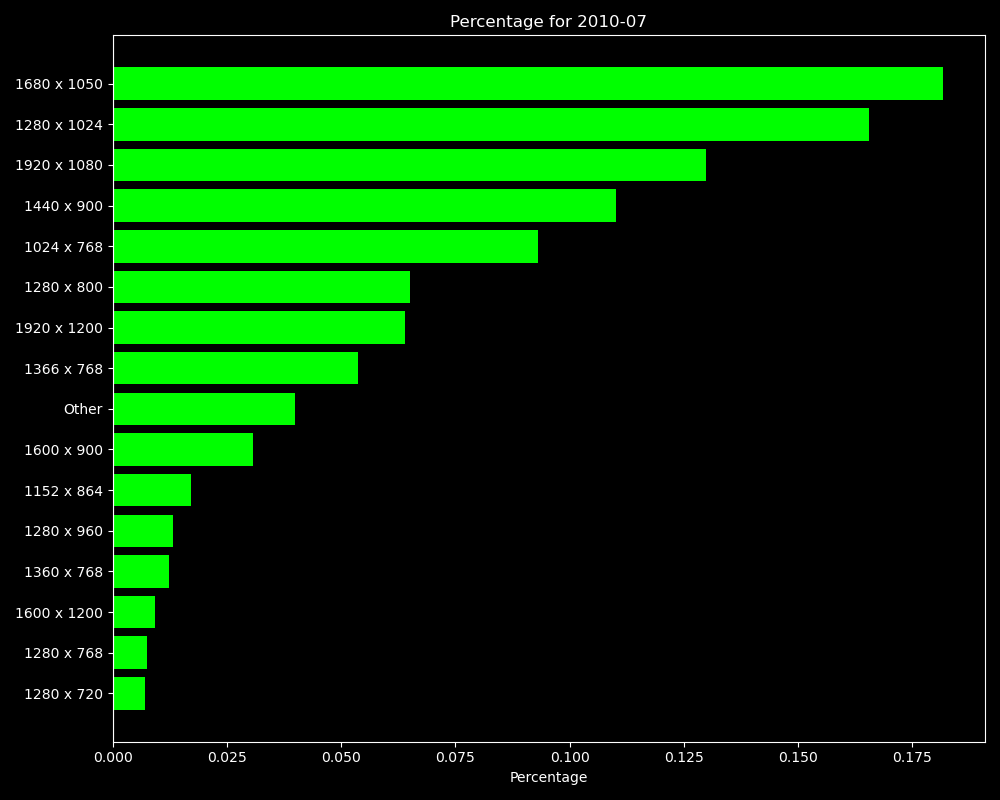 Percentage for 2010-07
1680 x 1050
1280 x 1024
1920 x 1080
1440 x 900
1024 x 768
1280 x 800
1920 x 1200
1366 x 768
Other
1600 x 900
1152 x 864
1280 x 960
1360 x 768
1600 x 1200
1280 x 768
1280 x 720
0.000 0.025 0.050 0.075 0.100 0.125 0.150 0.175
Percentage